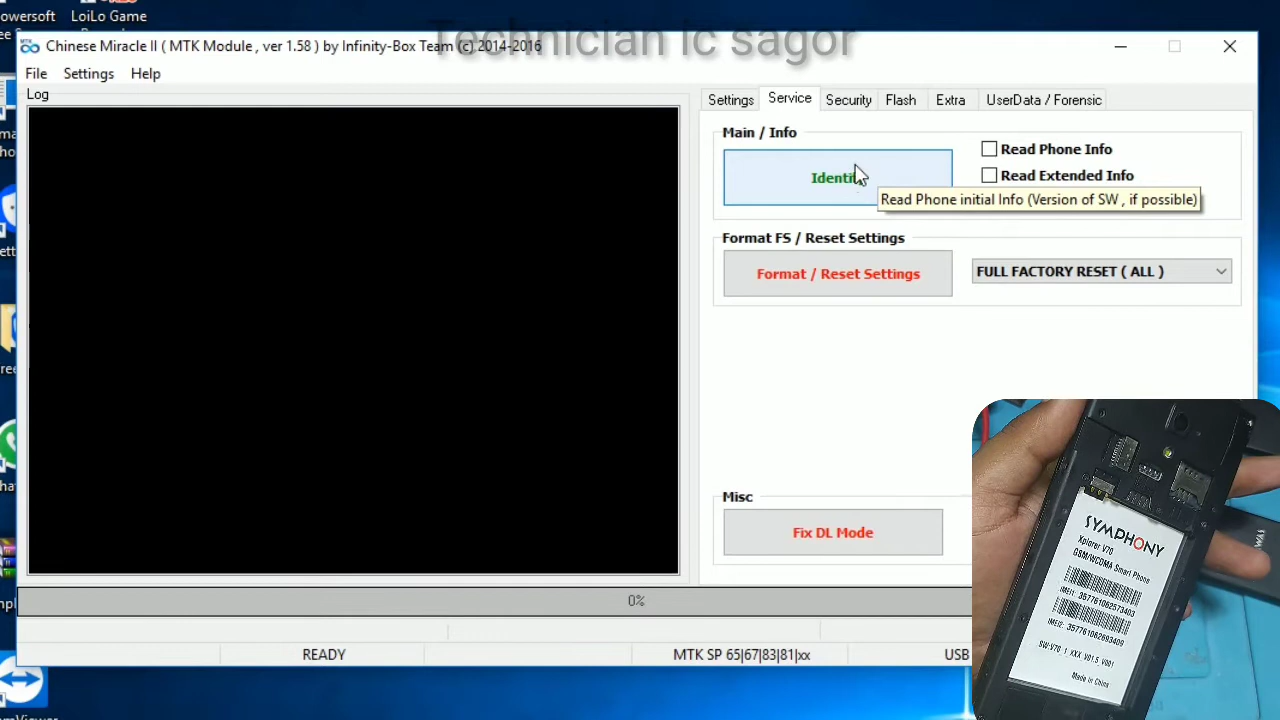 owersoft
LoiLo Game
Technician ic sagor
Chinese Miracle II ( MTK Module , ver 1.58 ) by Infinity-Box Team (c) 2014-2016
File
Settings
Help
Log
Settings
Service
Security
Flash
Extra
UserData / Forensic
Main / Info
Identi
Read Phone Info
Read Extended Info
Read Phone initial Info (Version of SW , if possible)
Format FS / Reset Settings
Format / Reset Settings
FULL FACTORY RESET ( ALL )
Misc
Fix DL Mode
0%
READY
MTK SP 65|67|83|81|xx
USB
SYMPHONY
Xplorer V70
GSM/WCDMA Smart Phone
Made in China